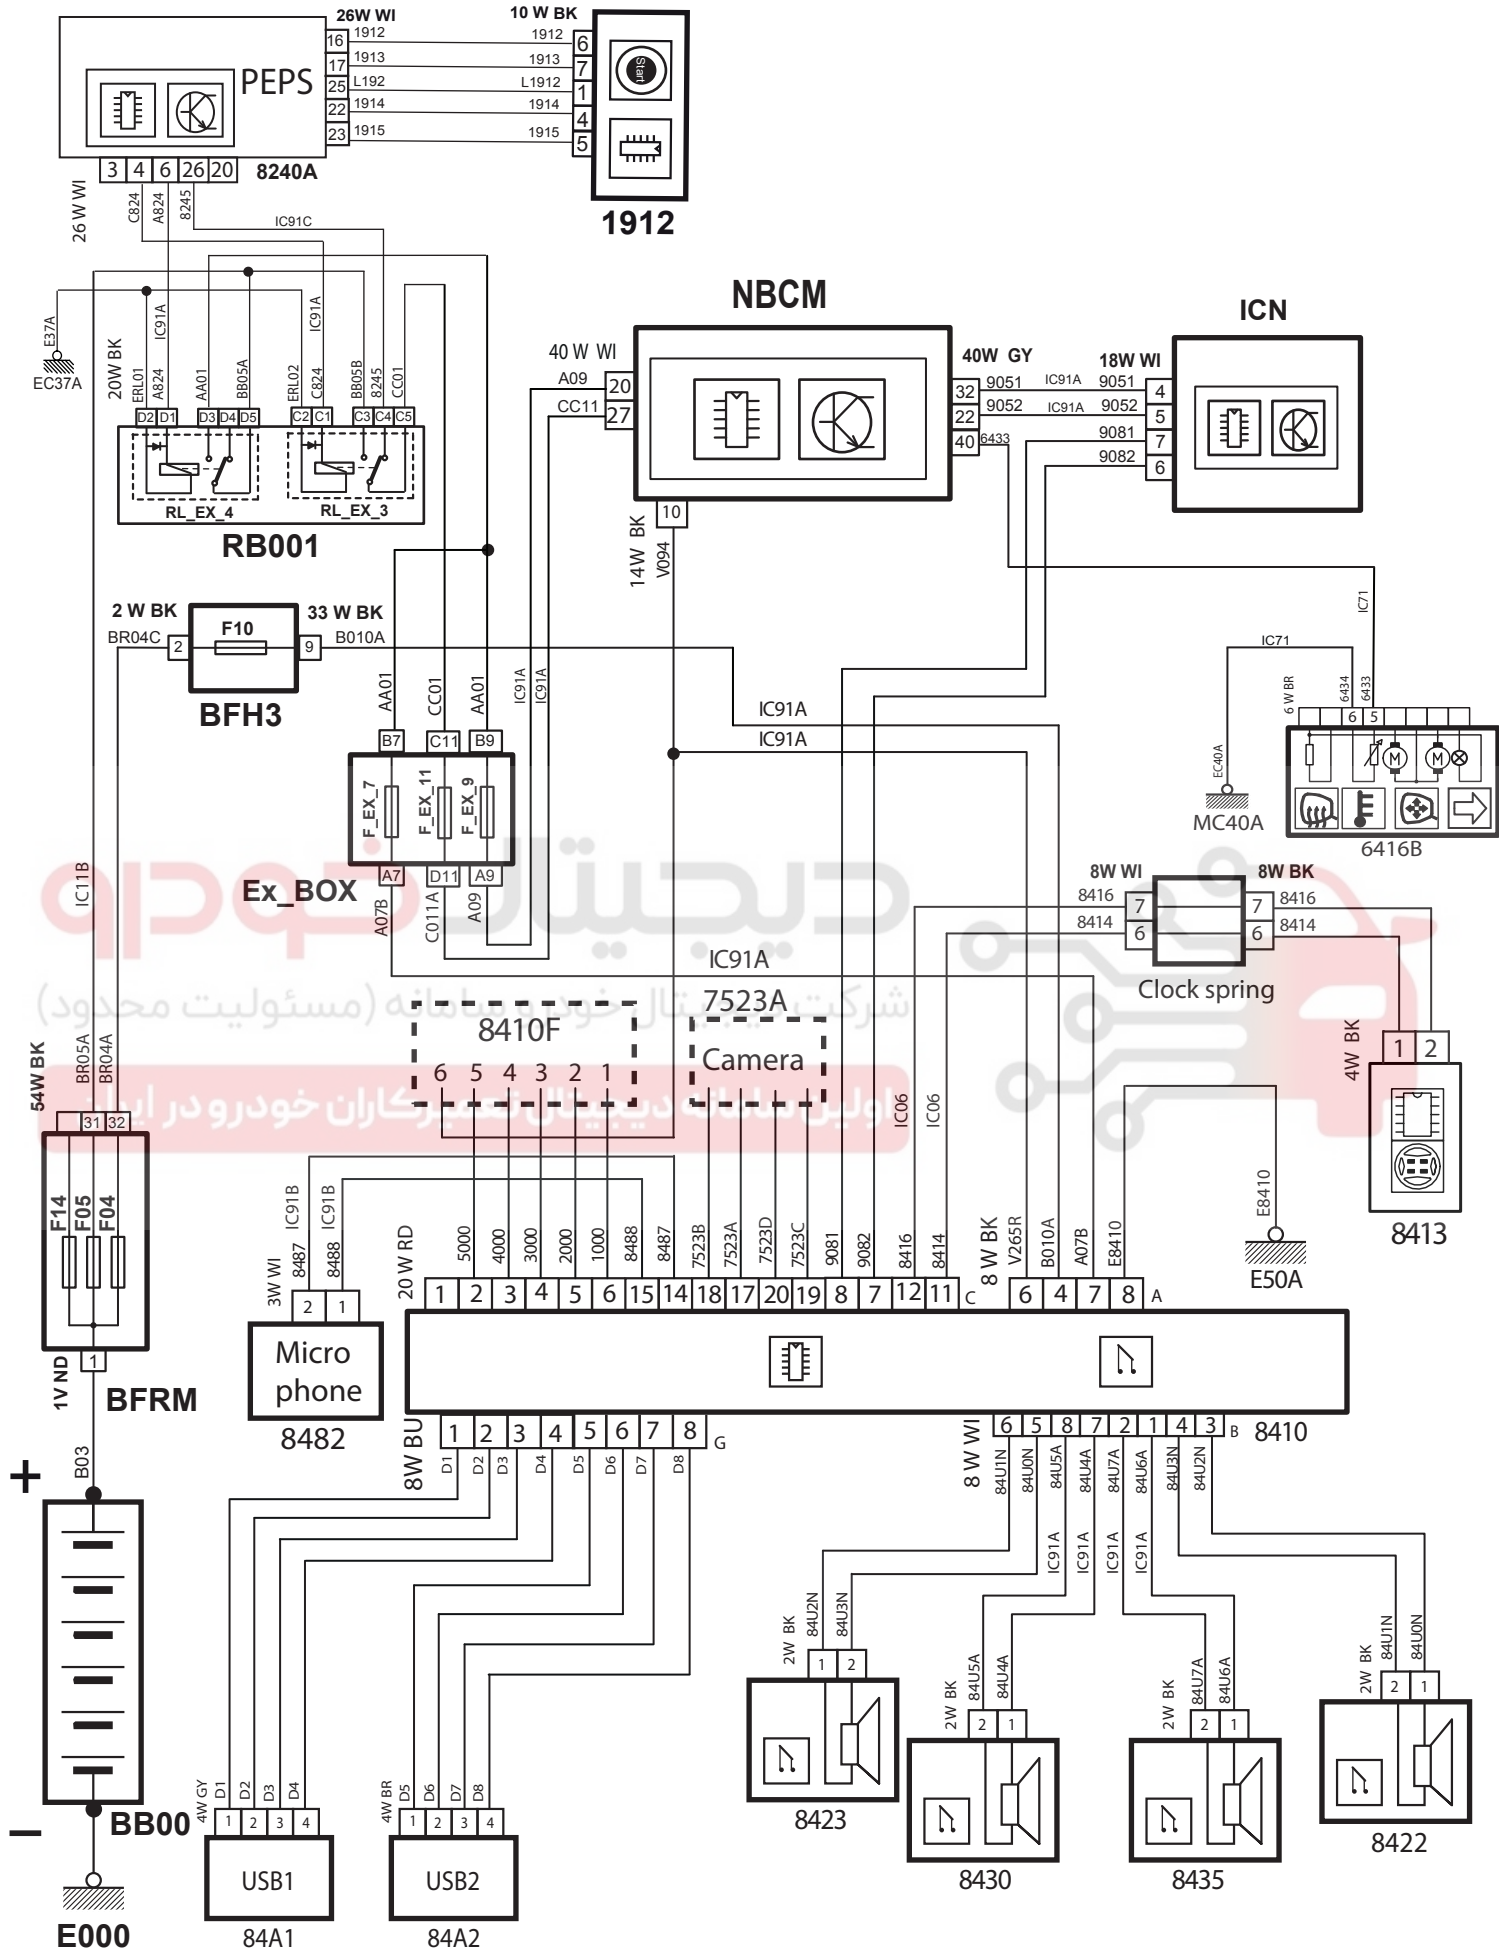 26W WI
10 W BK
PEPS
16 1912 1912 6
17 1913 1913 7
25 L192 L1912 1
22 1914 1914 4
23 1915 1915 5
Start
3 4 6 26 20
8240A
1912
26 W WI
C824
A824
8245
IC91C
E37A
EC37A
20W BK
ERL01
A824
IC91A
AA01
BB05A
ERL02
C824
IC91A
BB05B
8245
CC01
D2 D1 D3 D4 D5 C2 C1 C3 C4 C5
RL_EX_4
RL_EX_3
RB001
NBCM
40 W WI
A09 20
CC11 27
40W GY
32 9051 IC91A 9051 4
22 9052 IC91A 9052 5
40 6433
9081 7
9082 6
18W WI
ICN
10
14W BK
V094
2 W BK
33 W BK
BR04C 2
F10
9 B010A
BFH3
AA01
CC01
AA01
IC91A
IC91A
B7 C11 B9
F_EX_7
F_EX_11
F_EX_9
A7 D11 A9
Ex_BOX
A07B
C011A
A09
IC91A
IC91A
IC91A
IC71
IC71
6 W BR
6434
6433
6 5
M M
EC40A
MC40A
6416B
8W WI
8W BK
8416 7 7 8416
8414 6 6 8414
Clock spring
4W BK
1 2
8413
دیجیتال خودرو
شرکت دیجیتال خودرو سامانه (مسئولیت محدود)
اولین سامانه دیجیتال تعمیرکاران خودرو در ایران
IC11B
BR05A
BR04A
54W BK
31 32
F14
F05
F04
1
1V ND
BFRM
B03
+
BB00
–
E000
8410F
6 5 4 3 2 1
7523A
Camera
IC06
IC06
E8410
E50A
IC91B
IC91B
3W WI
8487
8488
2 1
Micro
phone
8482
20 W RD
5000
4000
3000
2000
1000
8488
8487
7523B
7523A
7523D
7523C
9081
9082
8416
8414
8 W BK
V265R
B010A
A07B
E8410
1 2 3 4 5 6 15 14 18 17 20 19 8 7 12 11 C 6 4 7 8 A
8410
8W BU
1 2 3 4 5 6 7 8 G
D1 D2 D3 D4 D5 D6 D7 D8
8 W WI
6 5 8 7 2 1 4 3 B
84U1N
84U0N
84U5A
84U4A
84U7A
84U6A
84U3N
84U2N
IC91A
IC91A
IC91A
IC91A
4W GY
D1 D2 D3 D4
1 2 3 4
USB1
84A1
4W BR
D5 D6 D7 D8
1 2 3 4
USB2
84A2
2W BK
84U2N
84U3N
1 2
8423
2W BK
84U5A
84U4A
2 1
8430
2W BK
84U7A
84U6A
2 1
8435
2W BK
84U1N
84U0N
2 1
8422